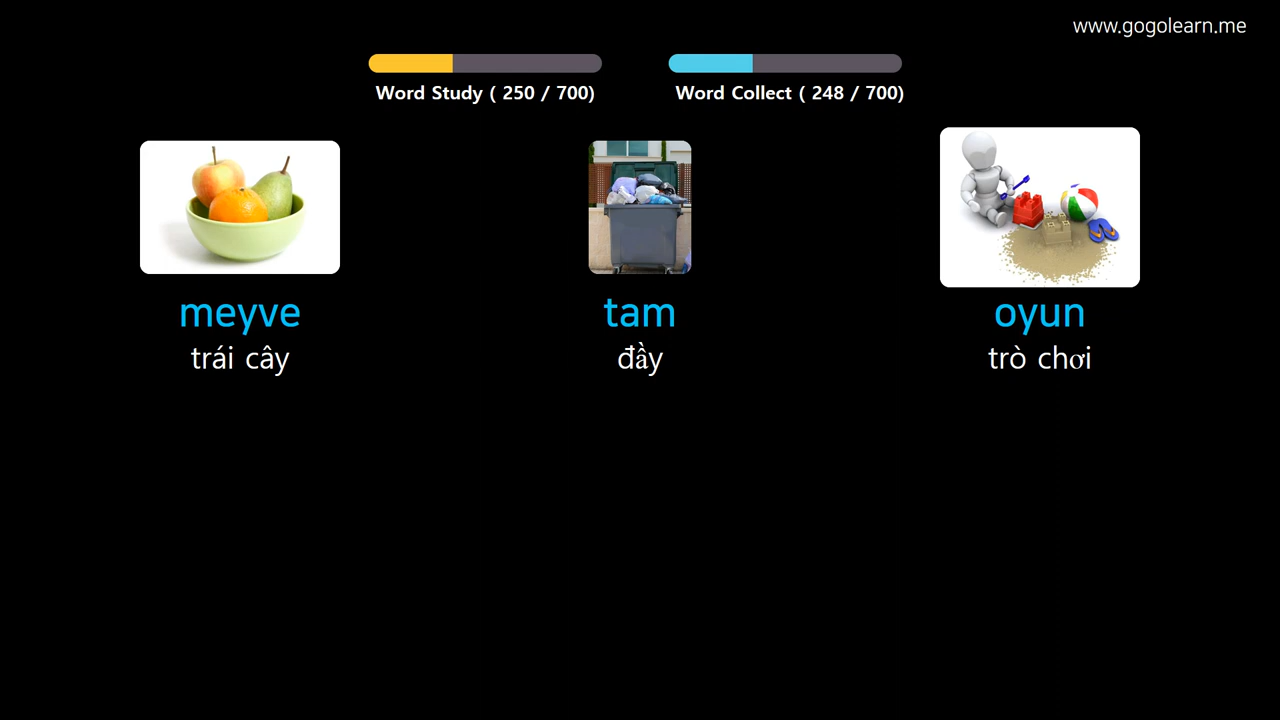 www.gogolearn.me
Word Study ( 250 / 700)
Word Collect ( 248 / 700)
meyve
trái cây
tam
đầy
oyun
trò chơi